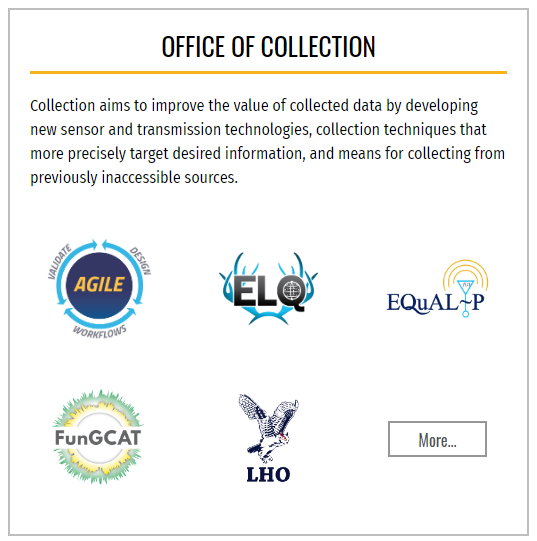 OFFICE OF COLLECTION
Collection aims to improve the value of collected data by developing
new sensor and transmission technologies, collection techniques that
more precisely target desired information, and means for collecting from
previously inaccessible sources.
VALIDATE
DESIGN
AGILE
WORKFLOWS
ELQ
EQuAL~P
FunGCAT
LHO
More...